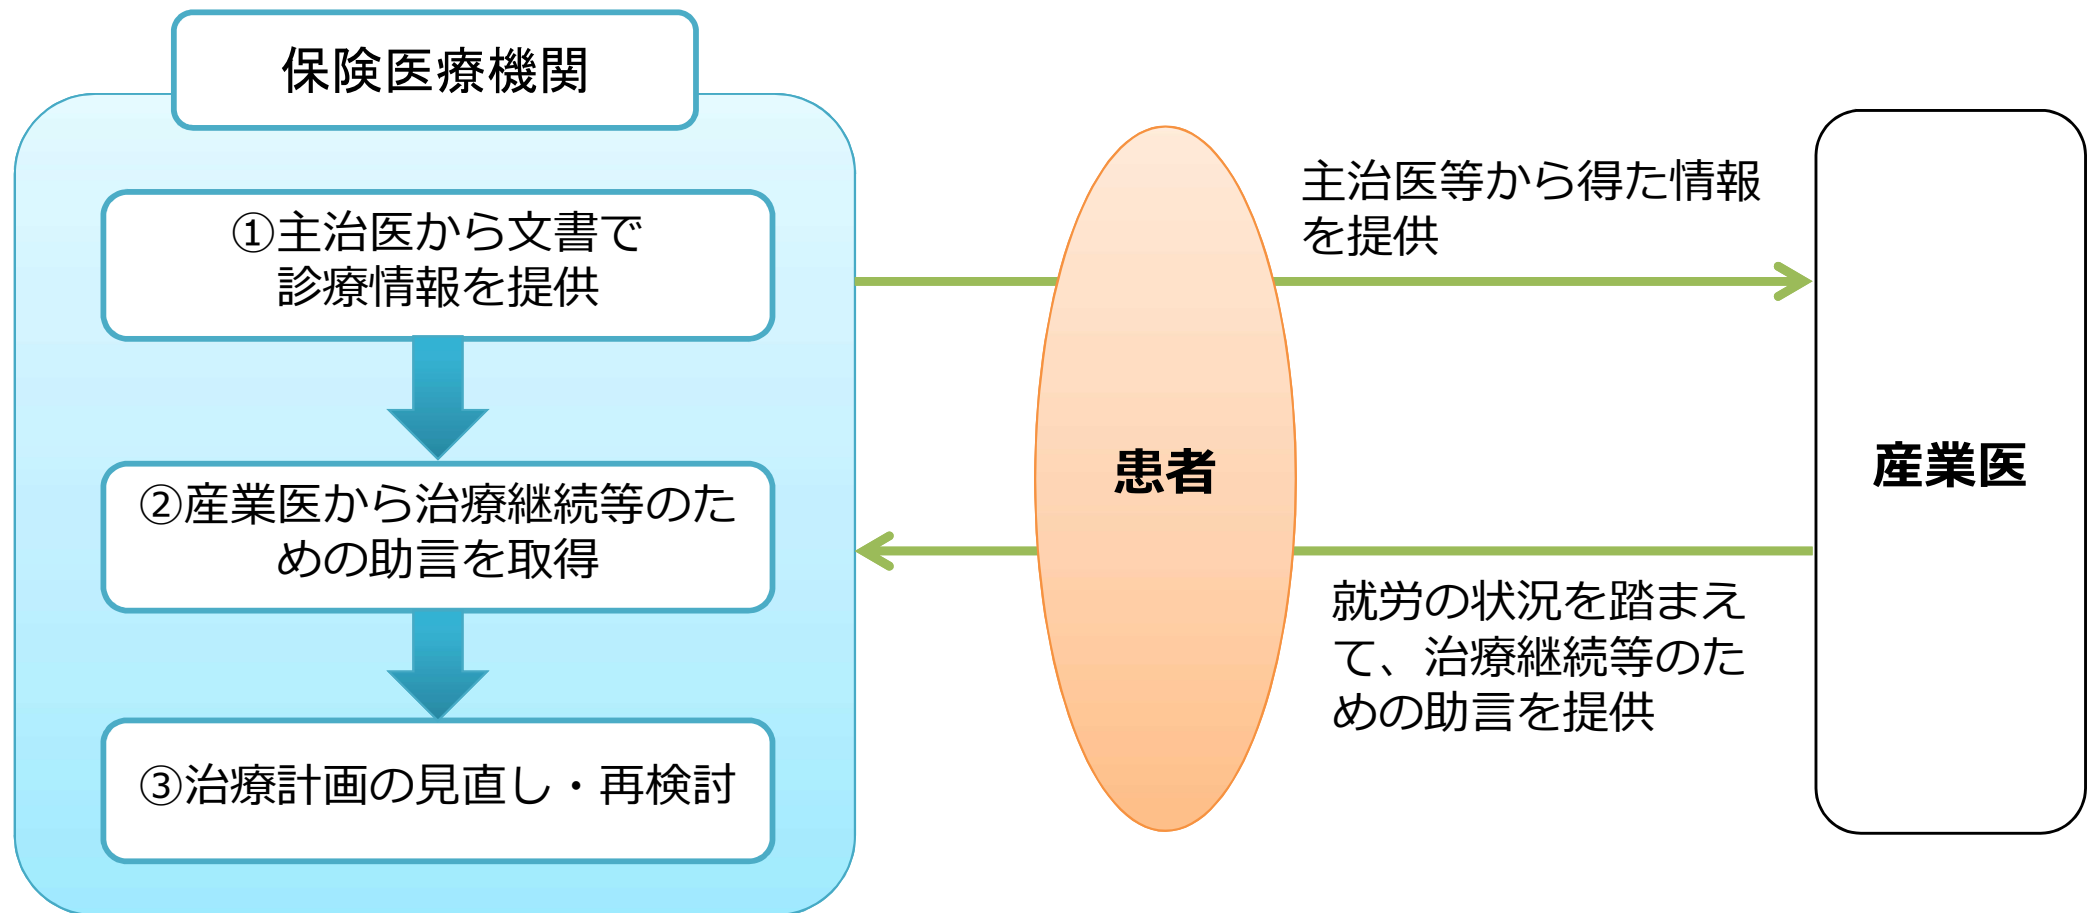 保険医療機関
①主治医から文書で
診療情報を提供
②産業医から治療継続等のた
めの助言を取得
③治療計画の見直し・再検討
患者
主治医等から得た情報
を提供
就労の状況を踏まえ
て、治療継続等のた
めの助言を提供
産業医